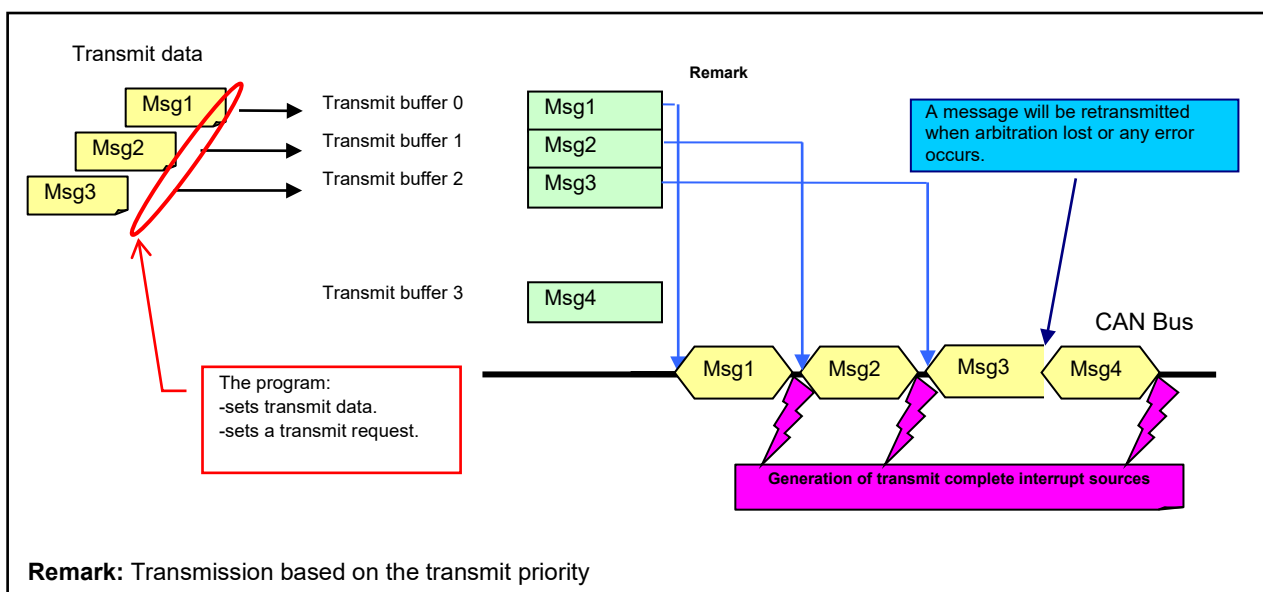 Transmit data
Remark
Msg1
Transmit buffer 0
Msg1
Msg2
Transmit buffer 1
Msg2
Msg3
Transmit buffer 2
Msg3
A message will be retransmitted
when arbitration lost or any error
occurs.
Transmit buffer 3
Msg4
CAN Bus
Msg1
Msg2
Msg3
Msg4
The program:
-sets transmit data.
-sets a transmit request.
Generation of transmit complete interrupt sources
Remark: Transmission based on the transmit priority